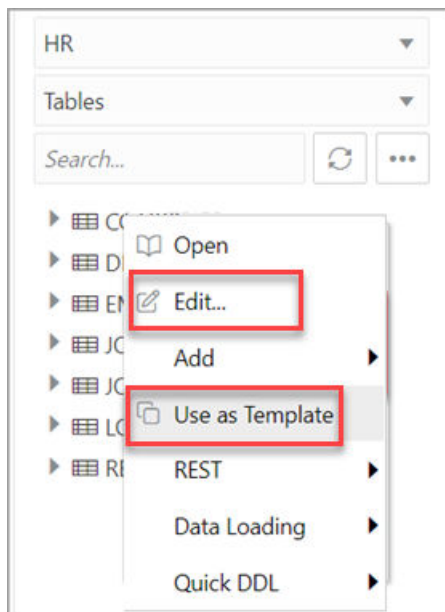 HR
Tables
Search...
Open
Edit...
Add
Use as Template
REST
Data Loading
Quick DDL